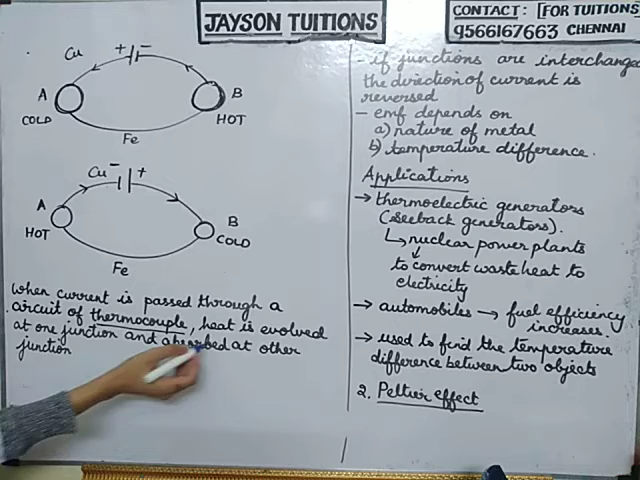 JAYSON TUITIONS
CONTACT: [FOR TUITIONS
9566167663 CHENNAI
Cu
+ -
A
B
COLD
HOT
Fe
Cu - +
A
B
HOT
COLD
Fe
When current is passed through a
circuit of thermocouple, heat is evolved
at one junction and absorbed at other
junction
- if junctions are interchanged
the direction of current is
reversed
- emf depends on
a) nature of metal
b) temperature difference.
Applications
→ thermoelectric generators
(Seeback generators).
↳ nuclear power plants
↓
to convert waste heat to
electricity
→ automobiles → fuel efficiency
increases.
→ used to find the temperature
difference between two objects
2. Peltier effect